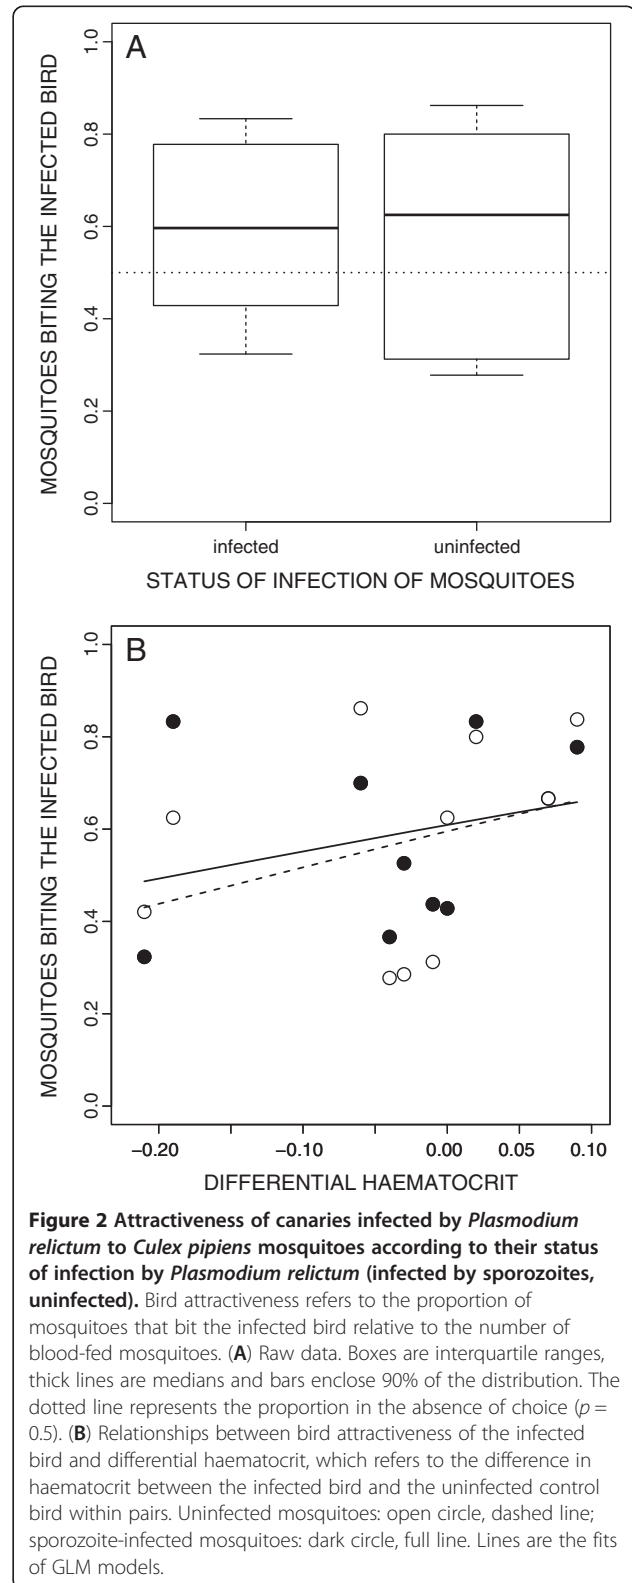 A
MOSQUITOES BITING THE INFECTED BIRD
1.0
0.8
0.6
0.4
0.2
0.0
infected uninfected
STATUS OF INFECTION OF MOSQUITOES
B
MOSQUITOES BITING THE INFECTED BIRD
1.0
0.8
0.6
0.4
0.2
0.0
−0.20 −0.10 0.00 0.05 0.10
DIFFERENTIAL HAEMATOCRIT
Figure 2 Attractiveness of canaries infected by Plasmodium
relictum to Culex pipiens mosquitoes according to their status
of infection by Plasmodium relictum (infected by sporozoites,
uninfected). Bird attractiveness refers to the proportion of
mosquitoes that bit the infected bird relative to the number of
blood-fed mosquitoes. (A) Raw data. Boxes are interquartile ranges,
thick lines are medians and bars enclose 90% of the distribution. The
dotted line represents the proportion in the absence of choice (p =
0.5). (B) Relationships between bird attractiveness of the infected
bird and differential haematocrit, which refers to the difference in
haematocrit between the infected bird and the uninfected control
bird within pairs. Uninfected mosquitoes: open circle, dashed line;
sporozoite-infected mosquitoes: dark circle, full line. Lines are the fits
of GLM models.